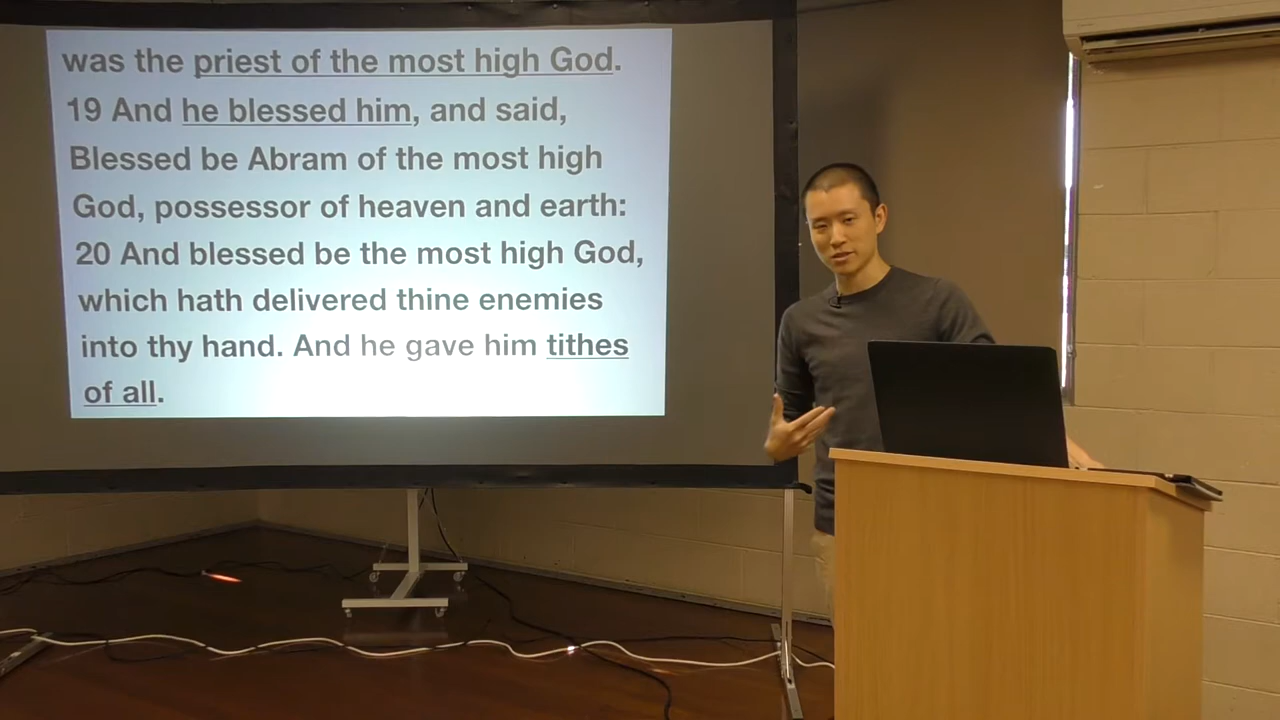 was the priest of the most high God.
19 And he blessed him, and said,
Blessed be Abram of the most high
God, possessor of heaven and earth:
20 And blessed be the most high God,
which hath delivered thine enemies
into thy hand. And he gave him tithes
of all.